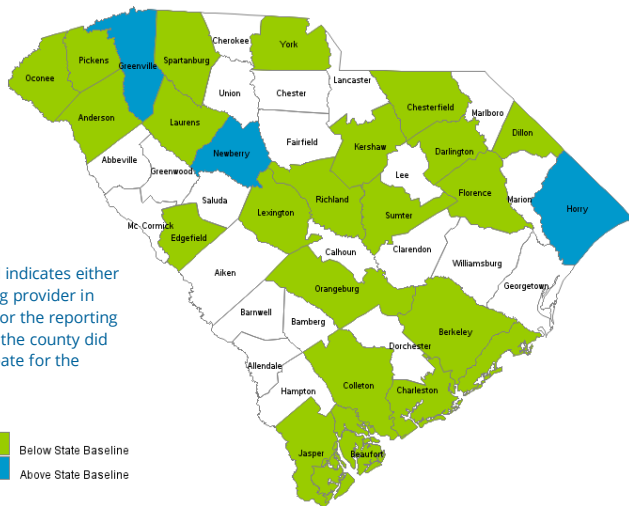 Cherokee
York
Spartanburg
Greenville
Pickens
Oconee
Lancaster
Union
Chester
Anderson
Laurens
Chesterfield
Marlboro
Dillon
Fairfield
Kershaw
Darlington
Newberry
Abbeville
Greenwood
Lee
Florence
Marion
Horry
Saluda
Richland
Lexington
Sumter
Mc Cormick
Edgefield
Calhoun
Clarendon
Williamsburg
Aiken
Georgetown
Orangeburg
Barnwell
Bamberg
Berkeley
Dorchester
Allendale
Hampton
Colleton
Charleston
Jasper
Beaufort
indicates either
g provider in
or the reporting
the county did
ate for the
Below State Baseline
Above State Baseline